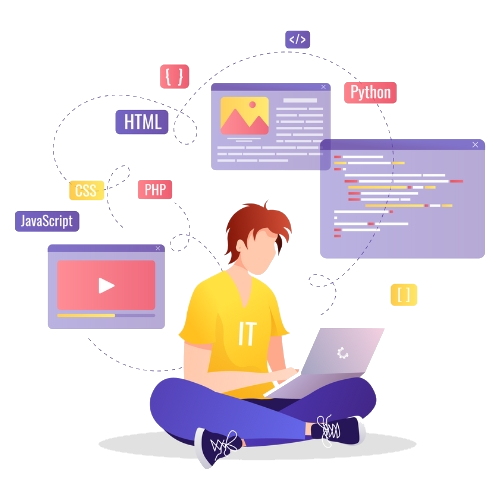 </>
{ }
Python
HTML
CSS
PHP
JavaScript
[ ]
IT